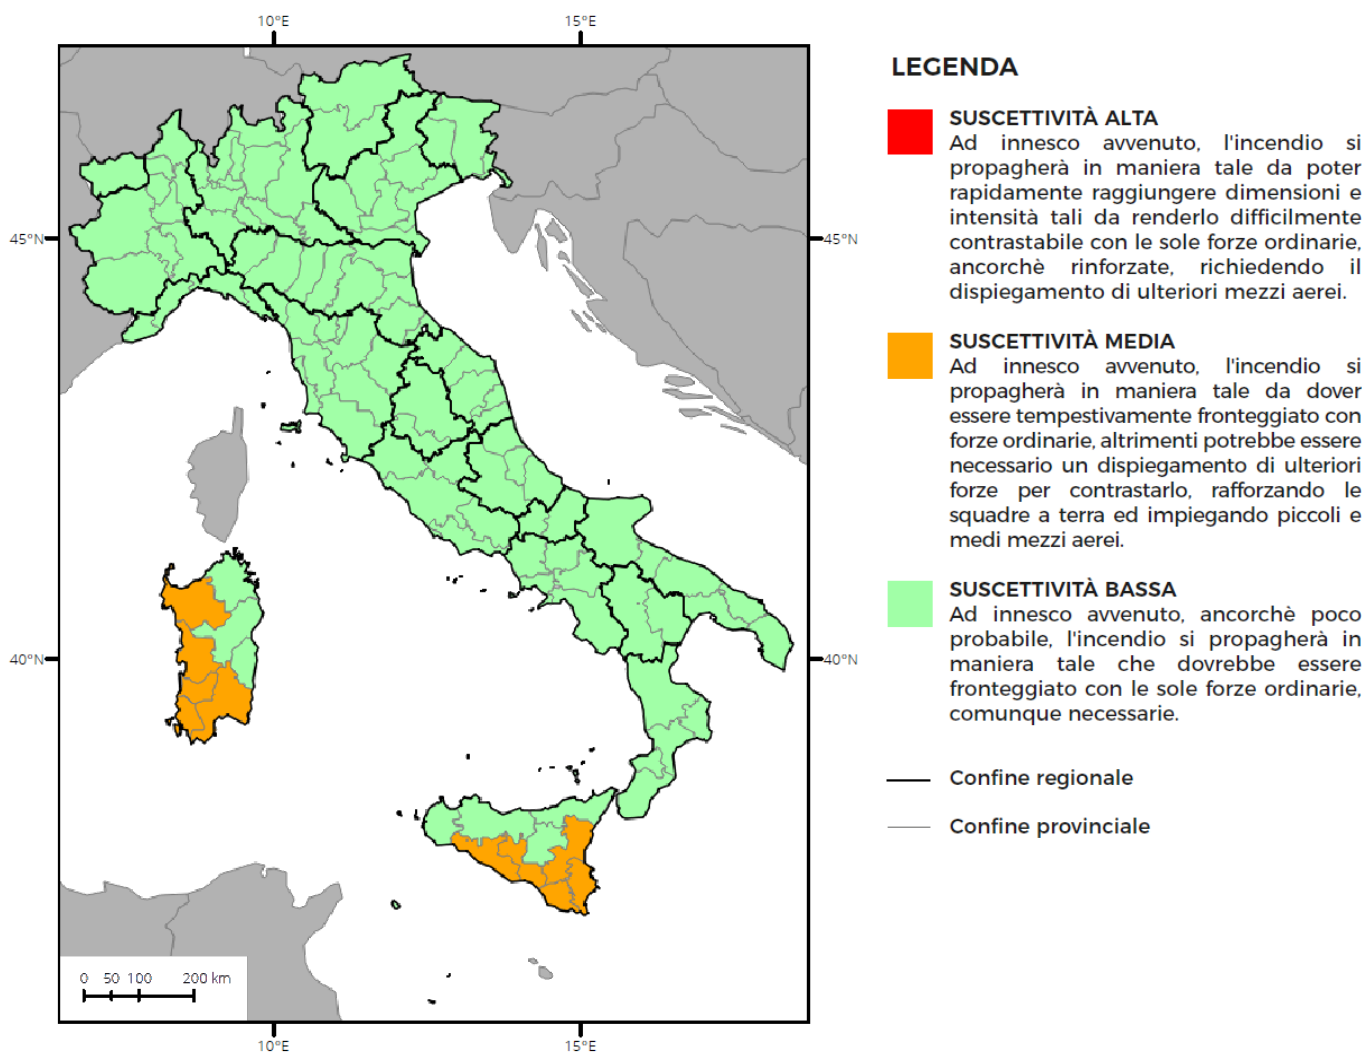 10°E 15°E
LEGENDA
SUSCETTIVITÀ ALTA
Ad innesco avvenuto, l'incendio si
propagherà in maniera tale da poter
rapidamente raggiungere dimensioni e
intensità tali da renderlo difficilmente
contrastabile con le sole forze ordinarie,
ancorchè rinforzate, richiedendo il
dispiegamento di ulteriori mezzi aerei.
45°N 45°N
SUSCETTIVITÀ MEDIA
Ad innesco avvenuto, l'incendio si
propagherà in maniera tale da dover
essere tempestivamente fronteggiato con
forze ordinarie, altrimenti potrebbe essere
necessario un dispiegamento di ulteriori
forze per contrastarlo, rafforzando le
squadre a terra ed impiegando piccoli e
medi mezzi aerei.
SUSCETTIVITÀ BASSA
Ad innesco avvenuto, ancorchè poco
probabile, l'incendio si propagherà in
maniera tale che dovrebbe essere
fronteggiato con le sole forze ordinarie,
comunque necessarie.
40°N 40°N
Confine regionale
Confine provinciale
0 50 100 200 km
10°E 15°E